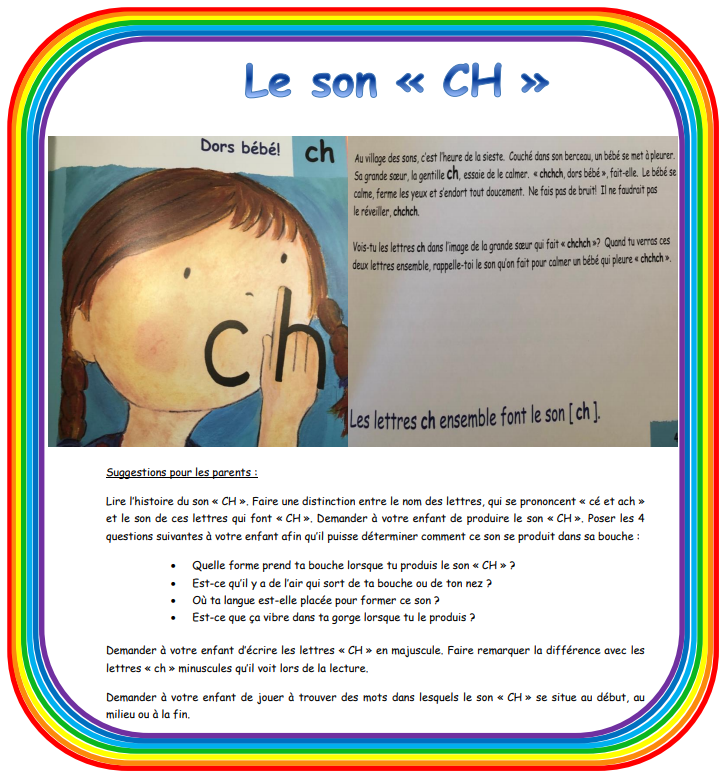 Le son « CH »
Dors bébé!
ch
Au village des sons, c'est l'heure de la sieste. Couché dans son berceau, un bébé se met à pleurer.
Sa grande sœur, la gentille ch, essaie de le calmer. « chchch, dors bébé », fait-elle. Le bébé se
calme, ferme les yeux et s'endort tout doucement. Ne fais pas de bruit! Il ne faudrait pas
le réveiller, chchch.
Vois-tu les lettres ch dans l'image de la grande sœur qui fait « chchch »? Quand tu verras ces
deux lettres ensemble, rappelle-toi le son qu'on fait pour calmer un bébé qui pleure « chchch ».
ch
Les lettres ch ensemble font le son [ ch ].
Suggestions pour les parents :
Lire l'histoire du son « CH ». Faire une distinction entre le nom des lettres, qui se prononcent « cé et ach »
et le son de ces lettres qui font « CH ». Demander à votre enfant de produire le son « CH ». Poser les 4
questions suivantes à votre enfant afin qu'il puisse déterminer comment ce son se produit dans sa bouche :
• Quelle forme prend ta bouche lorsque tu produis le son « CH » ?
• Est-ce qu'il y a de l'air qui sort de ta bouche ou de ton nez ?
• Où ta langue est-elle placée pour former ce son ?
• Est-ce que ça vibre dans ta gorge lorsque tu le produis ?
Demander à votre enfant d'écrire les lettres « CH » en majuscule. Faire remarquer la différence avec les
lettres « ch » minuscules qu'il voit lors de la lecture.
Demander à votre enfant de jouer à trouver des mots dans lesquels le son « CH » se situe au début, au
milieu ou à la fin.